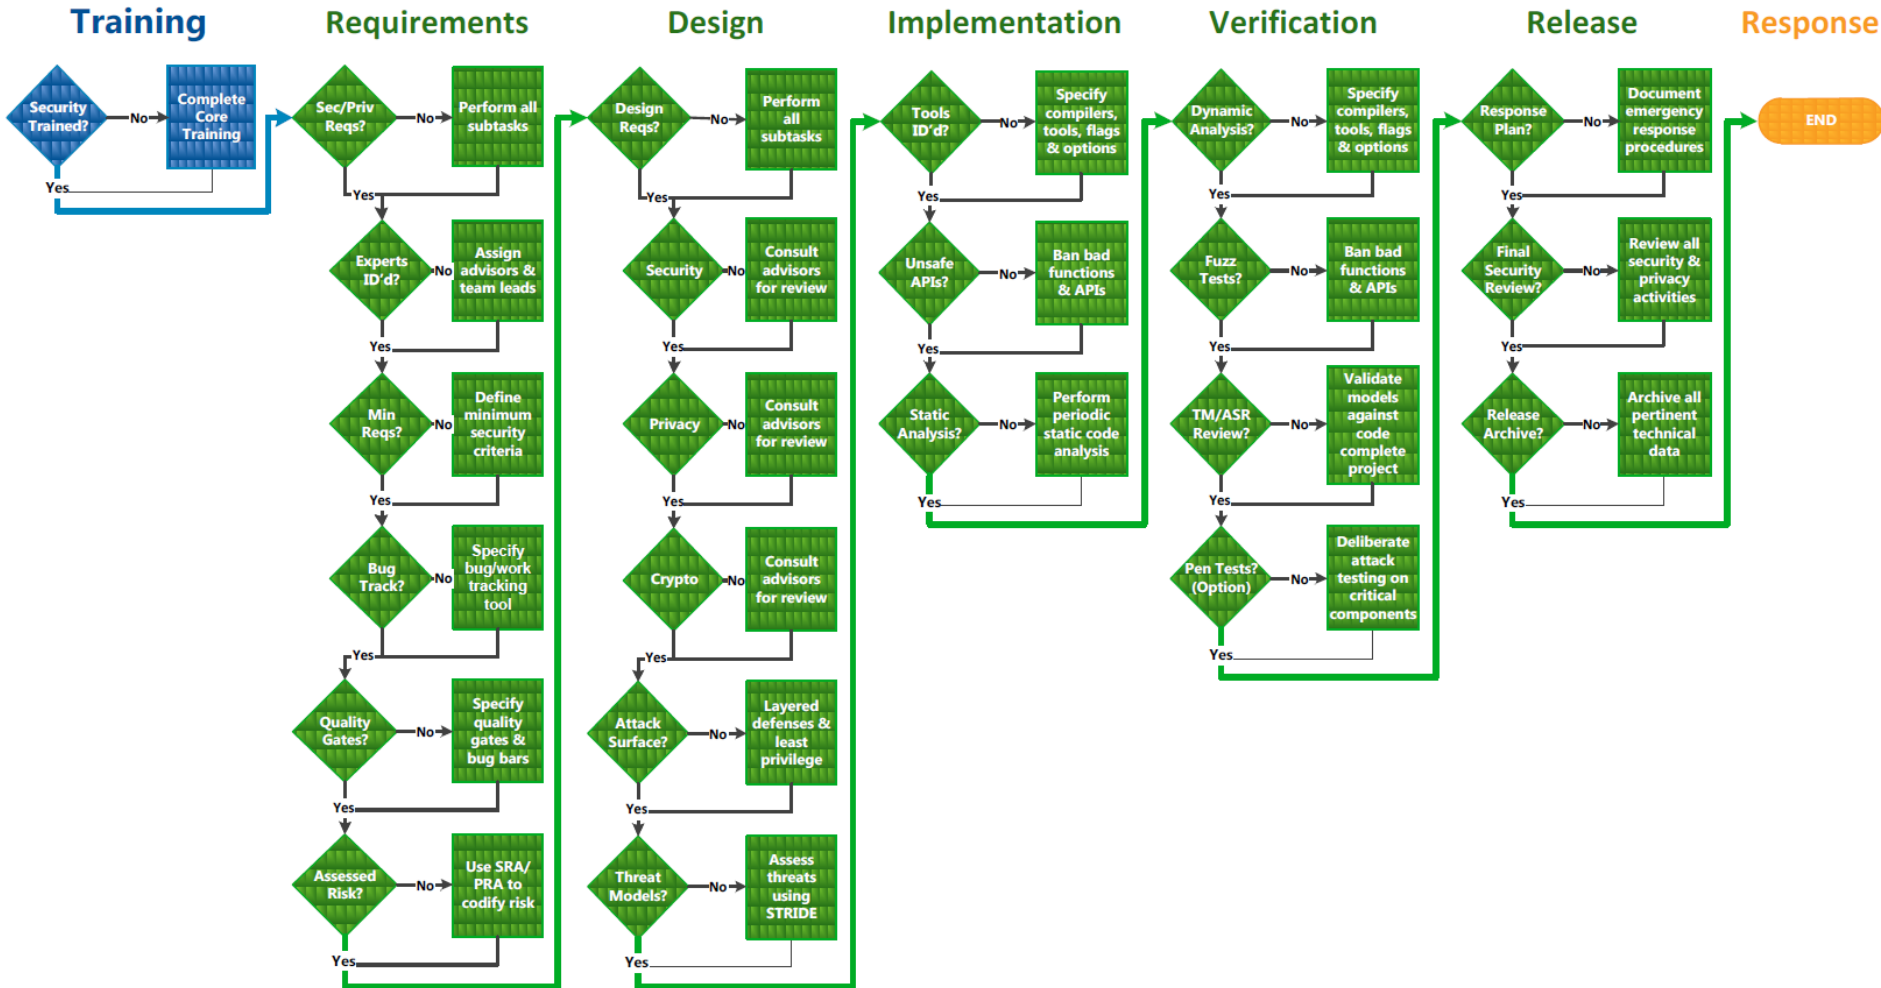 Training
Security
Trained?
No
Complete
Core
Training
Yes
Requirements
Sec/Priv
Reqs?
No
Perform all
subtasks
Yes
Experts
ID'd?
No
Assign
advisors &
team leads
Yes
Min
Reqs?
No
Define
minimum
security
criteria
Yes
Bug
Track?
No
Specify
bug/work
tracking
tool
Yes
Quality
Gates?
No
Specify
quality
gates &
bug bars
Yes
Assessed
Risk?
No
Use SRA/
PRA to
codify risk
Yes
Design
Design
Reqs?
No
Perform
all
subtasks
Yes
Security
No
Consult
advisors
for review
Yes
Privacy
No
Consult
advisors
for review
Yes
Crypto
No
Consult
advisors
for review
Yes
Attack
Surface?
No
Layered
defenses &
least
privilege
Yes
Threat
Models?
No
Assess
threats
using
STRIDE
Yes
Implementation
Tools
ID'd?
No
Specify
compilers,
tools, flags
& options
Yes
Unsafe
APIs?
No
Ban bad
functions
& APIs
Yes
Static
Analysis?
No
Perform
periodic
static code
analysis
Yes
Verification
Dynamic
Analysis?
No
Specify
compilers,
tools, flags
& options
Yes
Fuzz
Tests?
No
Ban bad
functions
& APIs
Yes
TM/ASR
Review?
No
Validate
models
against
code
complete
project
Yes
Pen Tests?
(Option)
No
Deliberate
attack
testing on
critical
components
Yes
Release
Response
Plan?
No
Document
emergency
response
procedures
Yes
Final
Security
Review?
No
Review all
security &
privacy
activities
Yes
Release
Archive?
No
Archive all
pertinent
technical
data
Yes
Response
END